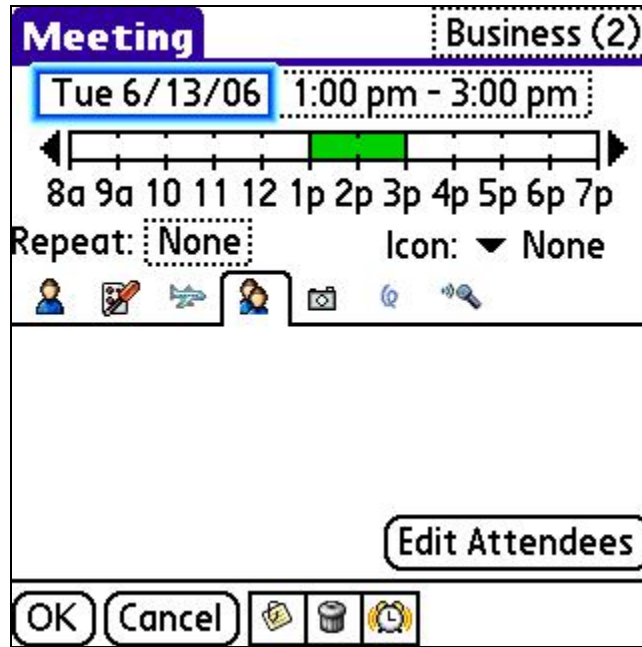 Meeting Business (2)
Tue 6/13/06 1:00 pm - 3:00 pm
8a 9a 10 11 12 1p 2p 3p 4p 5p 6p 7p
Repeat: None Icon: None
Edit Attendees
OK Cancel